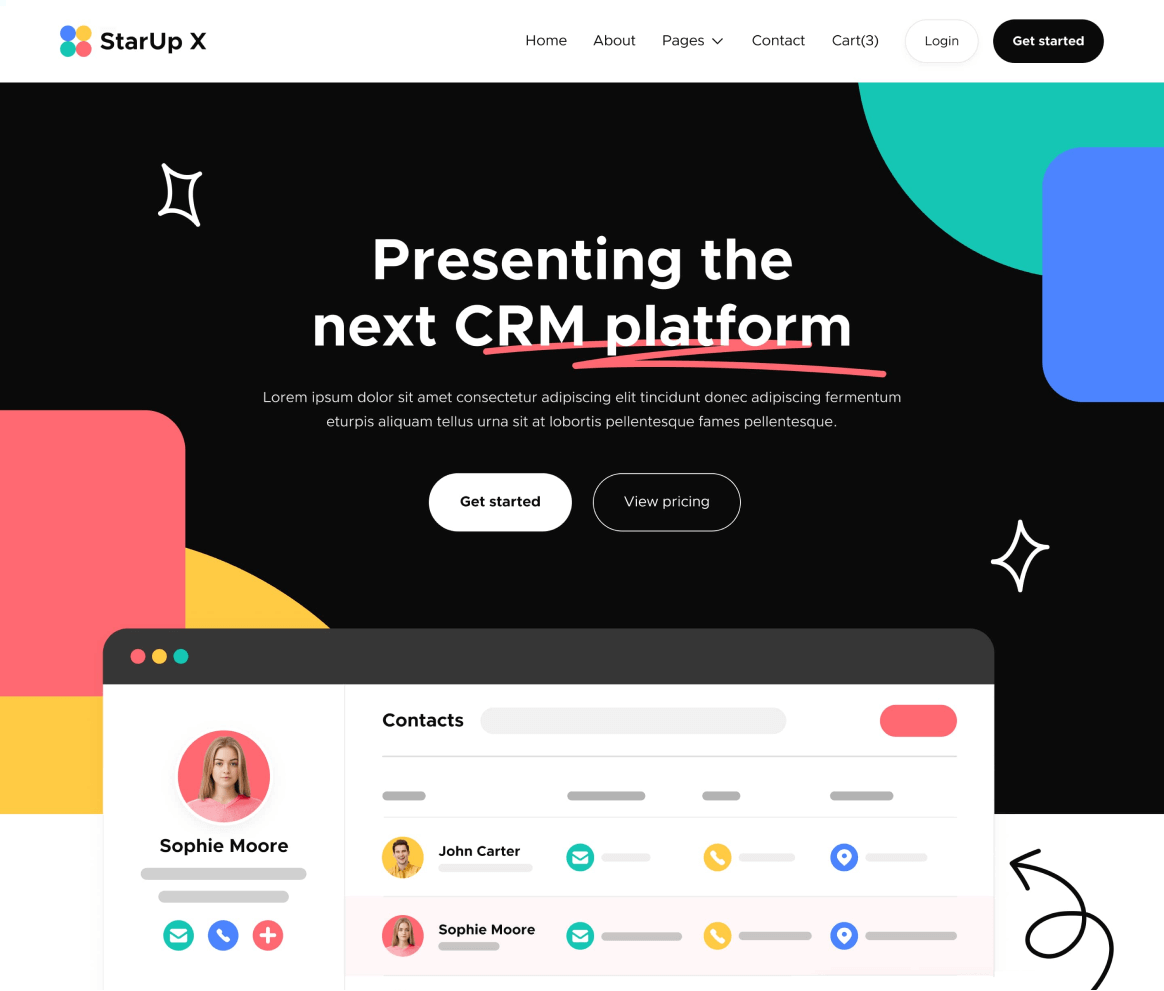 StarUp X
Home About Pages Contact Cart(3) Login Get started
Presenting the
next CRM platform
Lorem ipsum dolor sit amet consectetur adipiscing elit tincidunt donec adipiscing fermentum
eturpis aliquam tellus urna sit at lobortis pellentesque fames pellentesque.
Get started View pricing
Contacts
Sophie Moore
John Carter
Sophie Moore